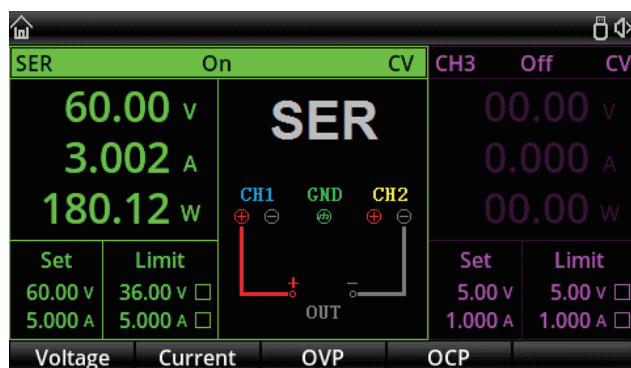 SER On CV CH3 Off CV
60.00 V
3.002 A
180.12 W
SER
CH1 GND CH2
OUT
00.00 V
0.000 A
00.00 W
Set Limit
60.00 V 36.00 V
5.000 A 5.000 A
Set Limit
5.00 V 5.00 V
1.000 A 1.000 A
Voltage Current OVP OCP